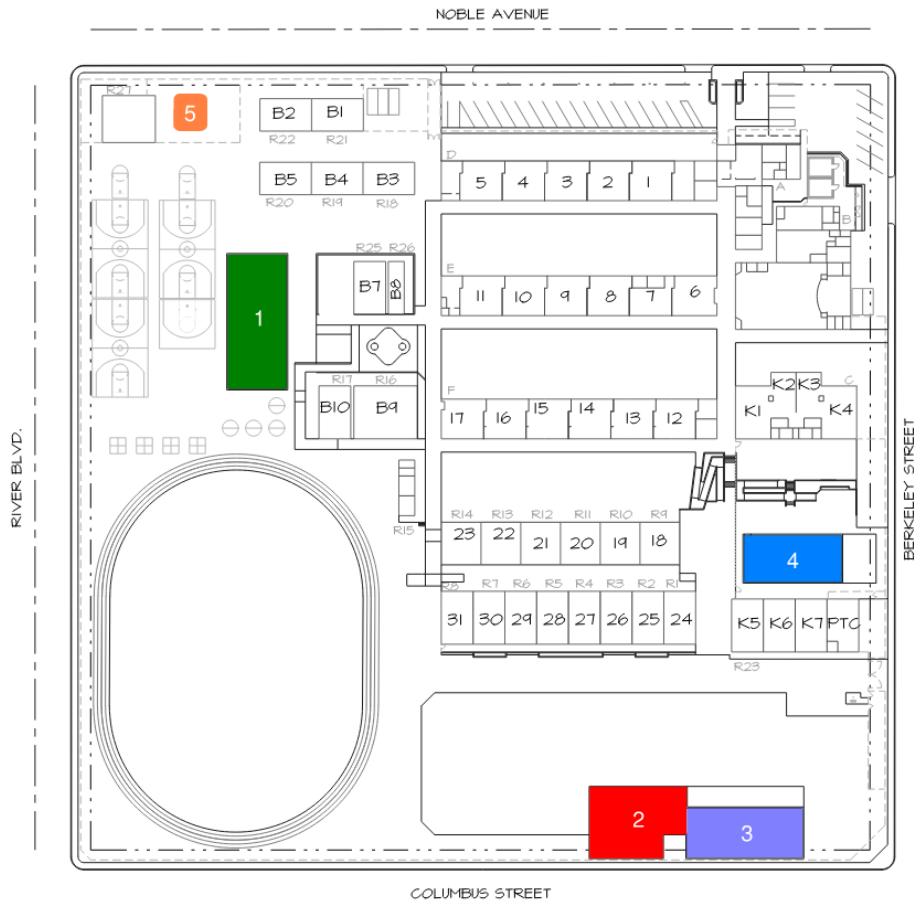 NOBLE AVENUE
R27
5
B2 B1
R22 R21
B5 B4 B3
R20 R19 R18
D
5 4 3 2 1
A
B
R25 R26
B7 B8
E
11 10 9 8 7 6
1
R17 R16
B10 B9
F
17 16 15 14 13 12
C
K2 K3
K1 K4
RIVER BLVD.
BERKELEY STREET
R15
R14 R13 R12 R11 R10 R9
23 22 21 20 19 18
4
R8 R7 R6 R5 R4 R3 R2 R1
31 30 29 28 27 26 25 24
K5 K6 K7 PTC
R23
2
3
COLUMBUS STREET